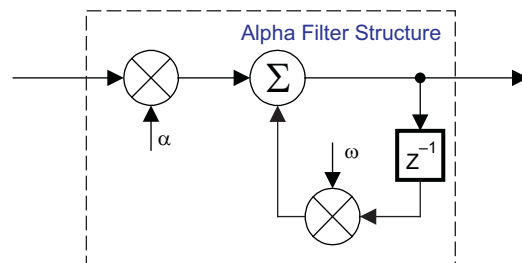 Alpha Filter Structure
Σ
α
ω
Z⁻¹